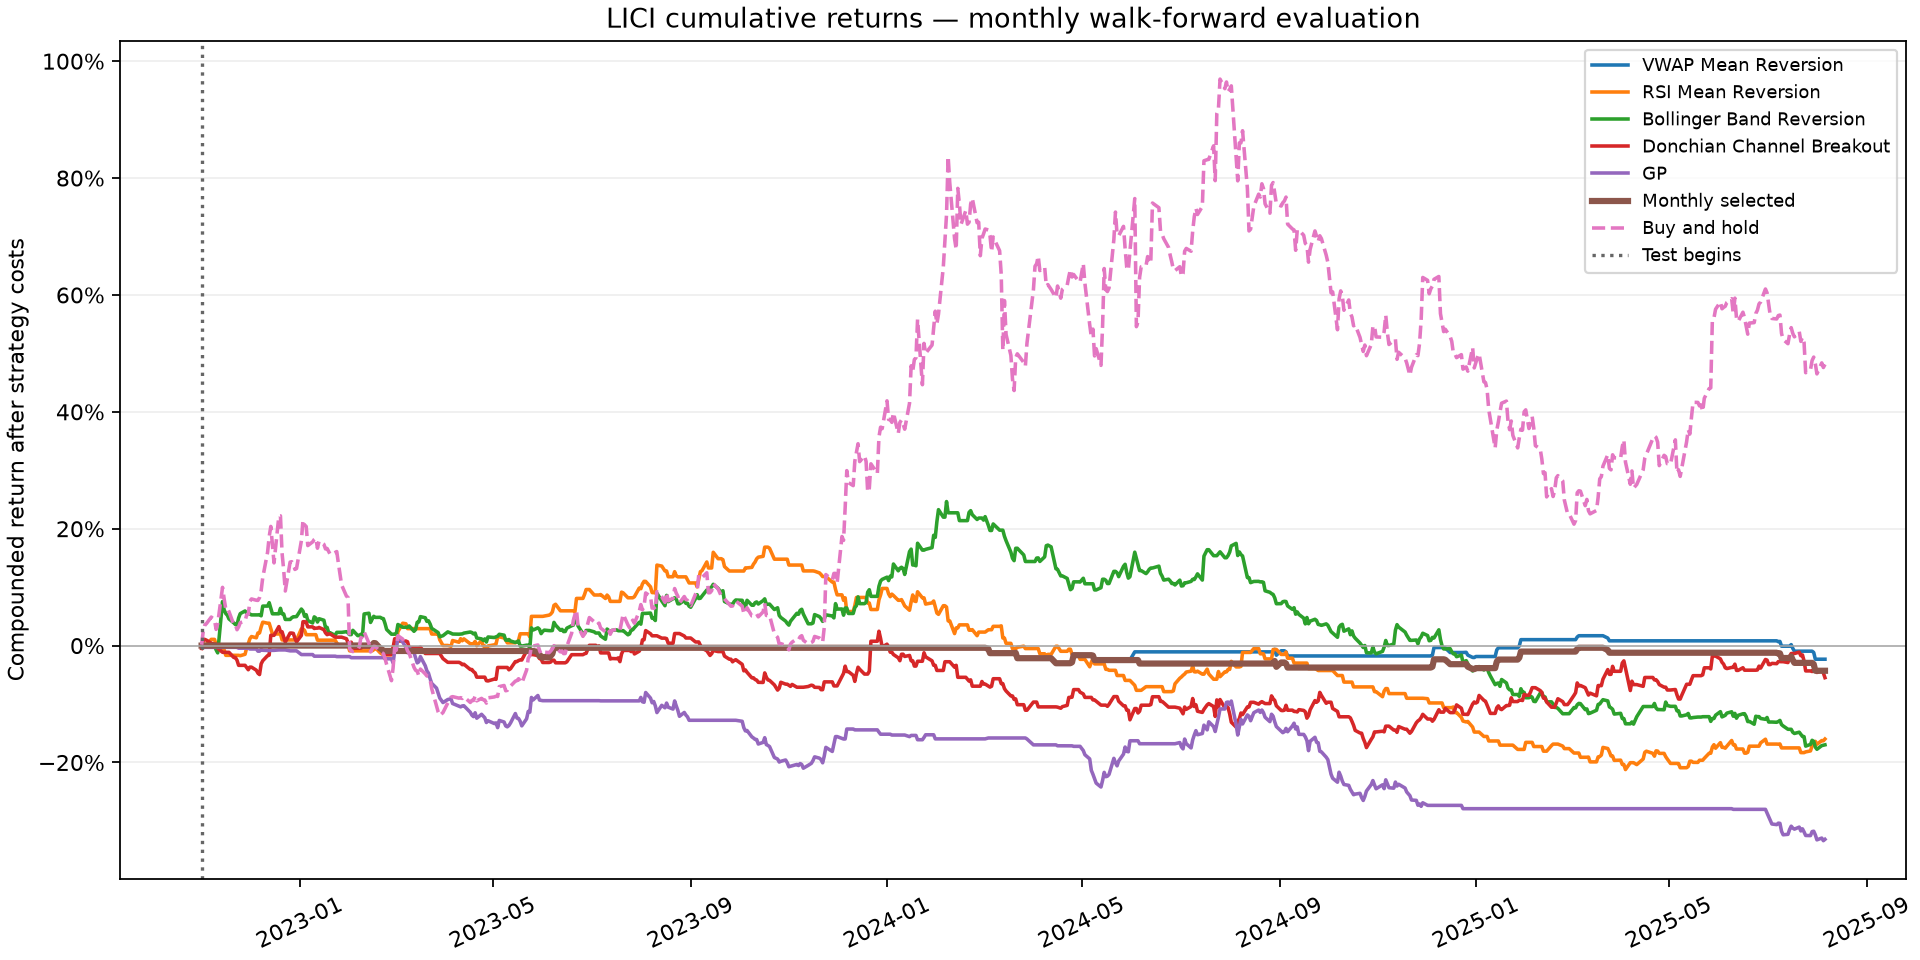 LICI cumulative returns — monthly walk-forward evaluation
Compounded return after strategy costs
100%
80%
60%
40%
20%
0%
−20%
VWAP Mean Reversion
RSI Mean Reversion
Bollinger Band Reversion
Donchian Channel Breakout
GP
Monthly selected
Buy and hold
Test begins
2023-01
2023-05
2023-09
2024-01
2024-05
2024-09
2025-01
2025-05
2025-09